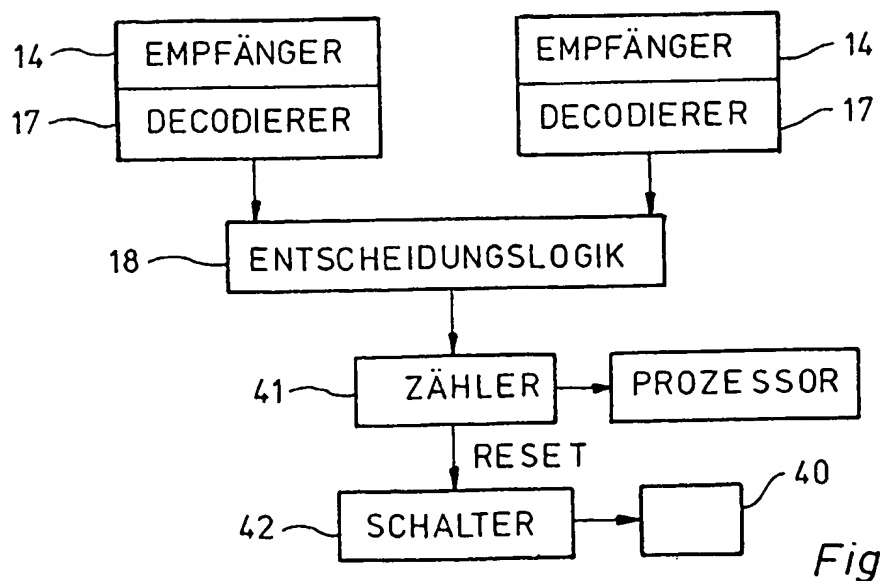 14 EMPFÄNGER EMPFÄNGER 14
17 DECODIERER DECODIERER 17
18 ENTSCHEIDUNGSLOGIK
41 ZÄHLER PROZESSOR
RESET
40
42 SCHALTER
Fig